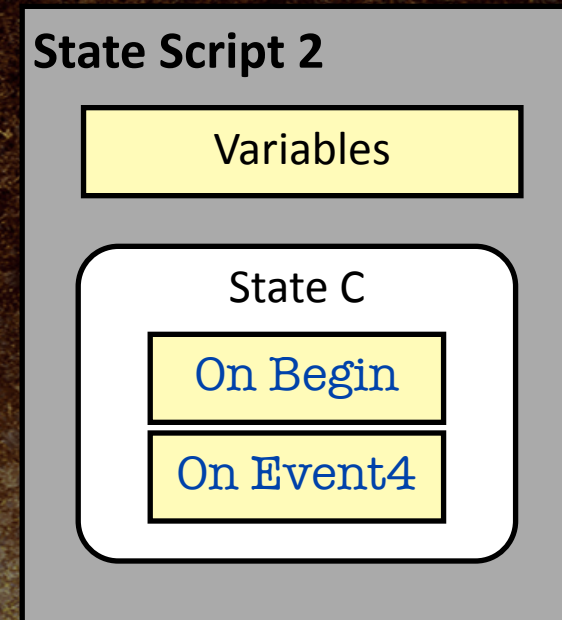 State Script 2
Variables
State C
On Begin
On Event4